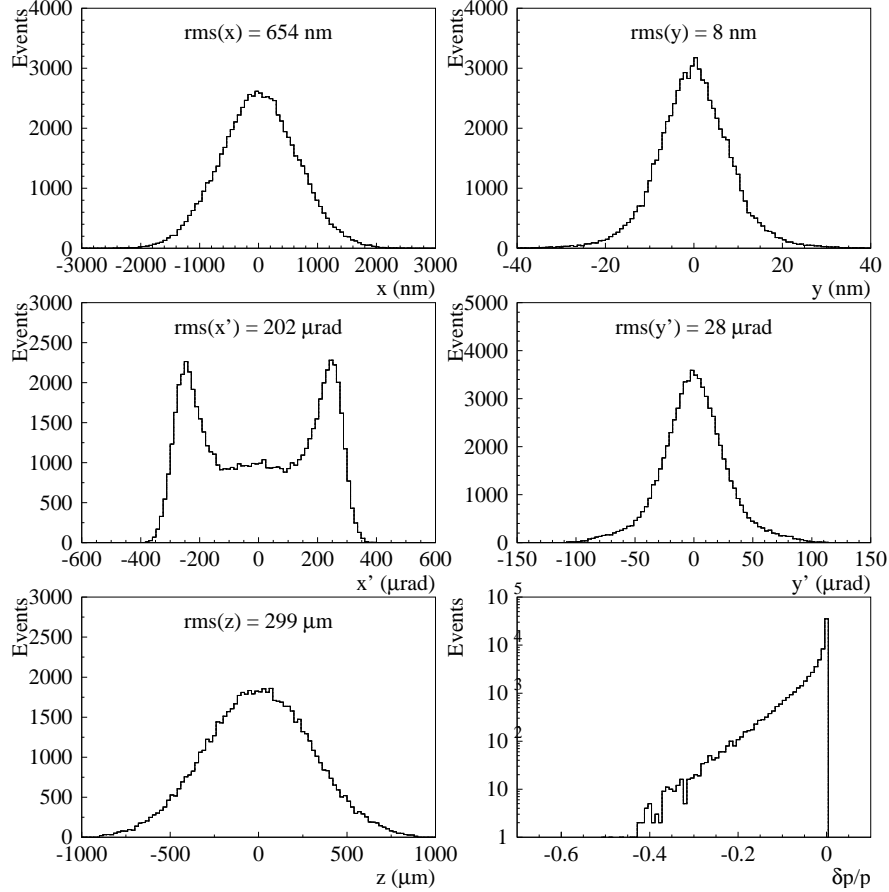 Events
4000
3000
2000
1000
0
rms(x) = 654 nm
-3000 -2000 -1000 0 1000 2000 3000
x (nm)
Events
4000
3000
2000
1000
0
rms(y) = 8 nm
-40 -20 0 20 40
y (nm)
Events
3000
2500
2000
1500
1000
500
0
rms(x’) = 202 μrad
-600 -400 -200 0 200 400 600
x’ (μrad)
Events
5000
4000
3000
2000
1000
0
rms(y’) = 28 μrad
-150 -100 -50 0 50 100 150
y’ (μrad)
Events
3000
2500
2000
1500
1000
500
0
rms(z) = 299 μm
-1000 -500 0 500 1000
z (μm)
Events
10 5
10 4
10 3
10 2
10
1
-0.6 -0.4 -0.2 0
δp/p